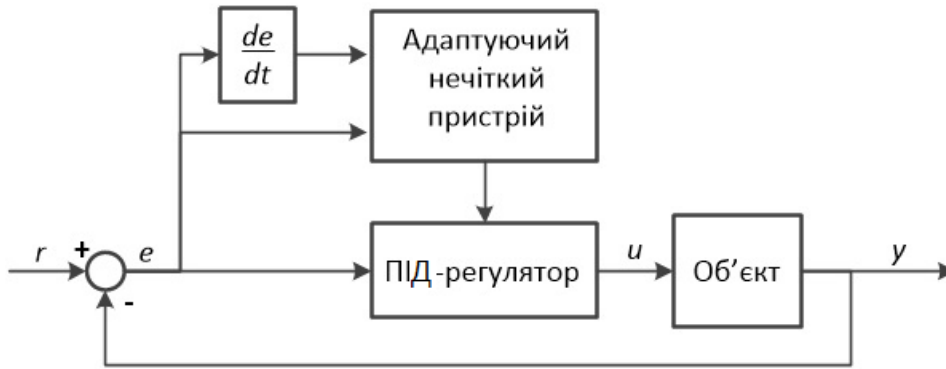 de
dt
Адаптуючий
нечіткий
пристрій
r
+
e
-
ПІД-регулятор
u
Об’єкт
y